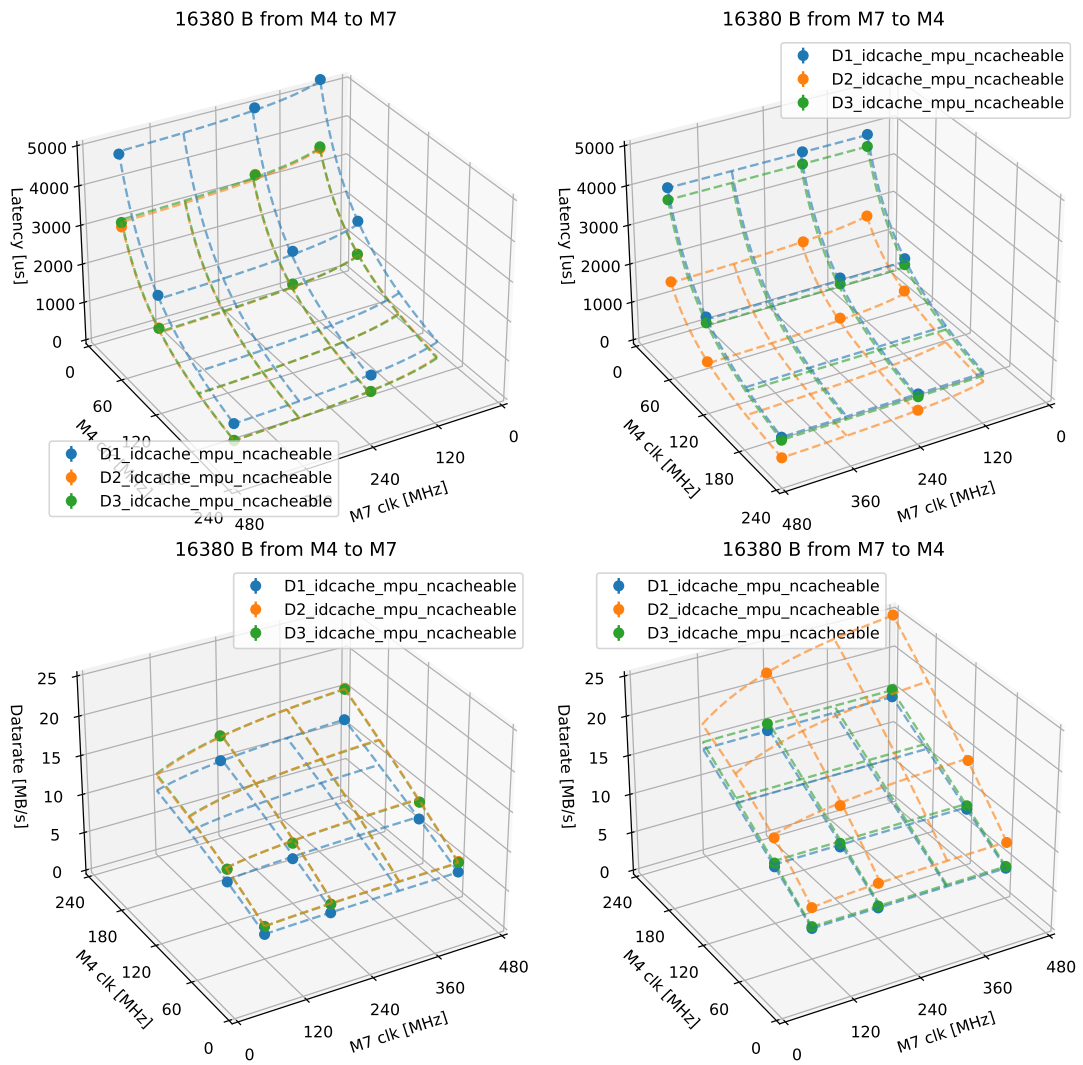 16380 B from M4 to M7
5000
4000
3000
2000
1000
0
Latency [us]
0
60
120
240
M4 c
480
240
120
0
M7 clk [MHz]
D1_idcache_mpu_ncacheable
D2_idcache_mpu_ncacheable
D3_idcache_mpu_ncacheable
16380 B from M7 to M4
D1_idcache_mpu_ncacheable
D2_idcache_mpu_ncacheable
D3_idcache_mpu_ncacheable
5000
4000
3000
2000
1000
0
Latency [us]
0
60
120
180
240
M4 clk [MHz]
480
360
240
120
0
M7 clk [MHz]
16380 B from M4 to M7
D1_idcache_mpu_ncacheable
D2_idcache_mpu_ncacheable
D3_idcache_mpu_ncacheable
25
20
15
10
5
0
Datarate [MB/s]
240
180
120
60
0
M4 clk [MHz]
0
120
240
360
480
M7 clk [MHz]
16380 B from M7 to M4
D1_idcache_mpu_ncacheable
D2_idcache_mpu_ncacheable
D3_idcache_mpu_ncacheable
25
20
15
10
5
0
Datarate [MB/s]
240
180
120
60
0
M4 clk [MHz]
0
120
240
360
480
M7 clk [MHz]